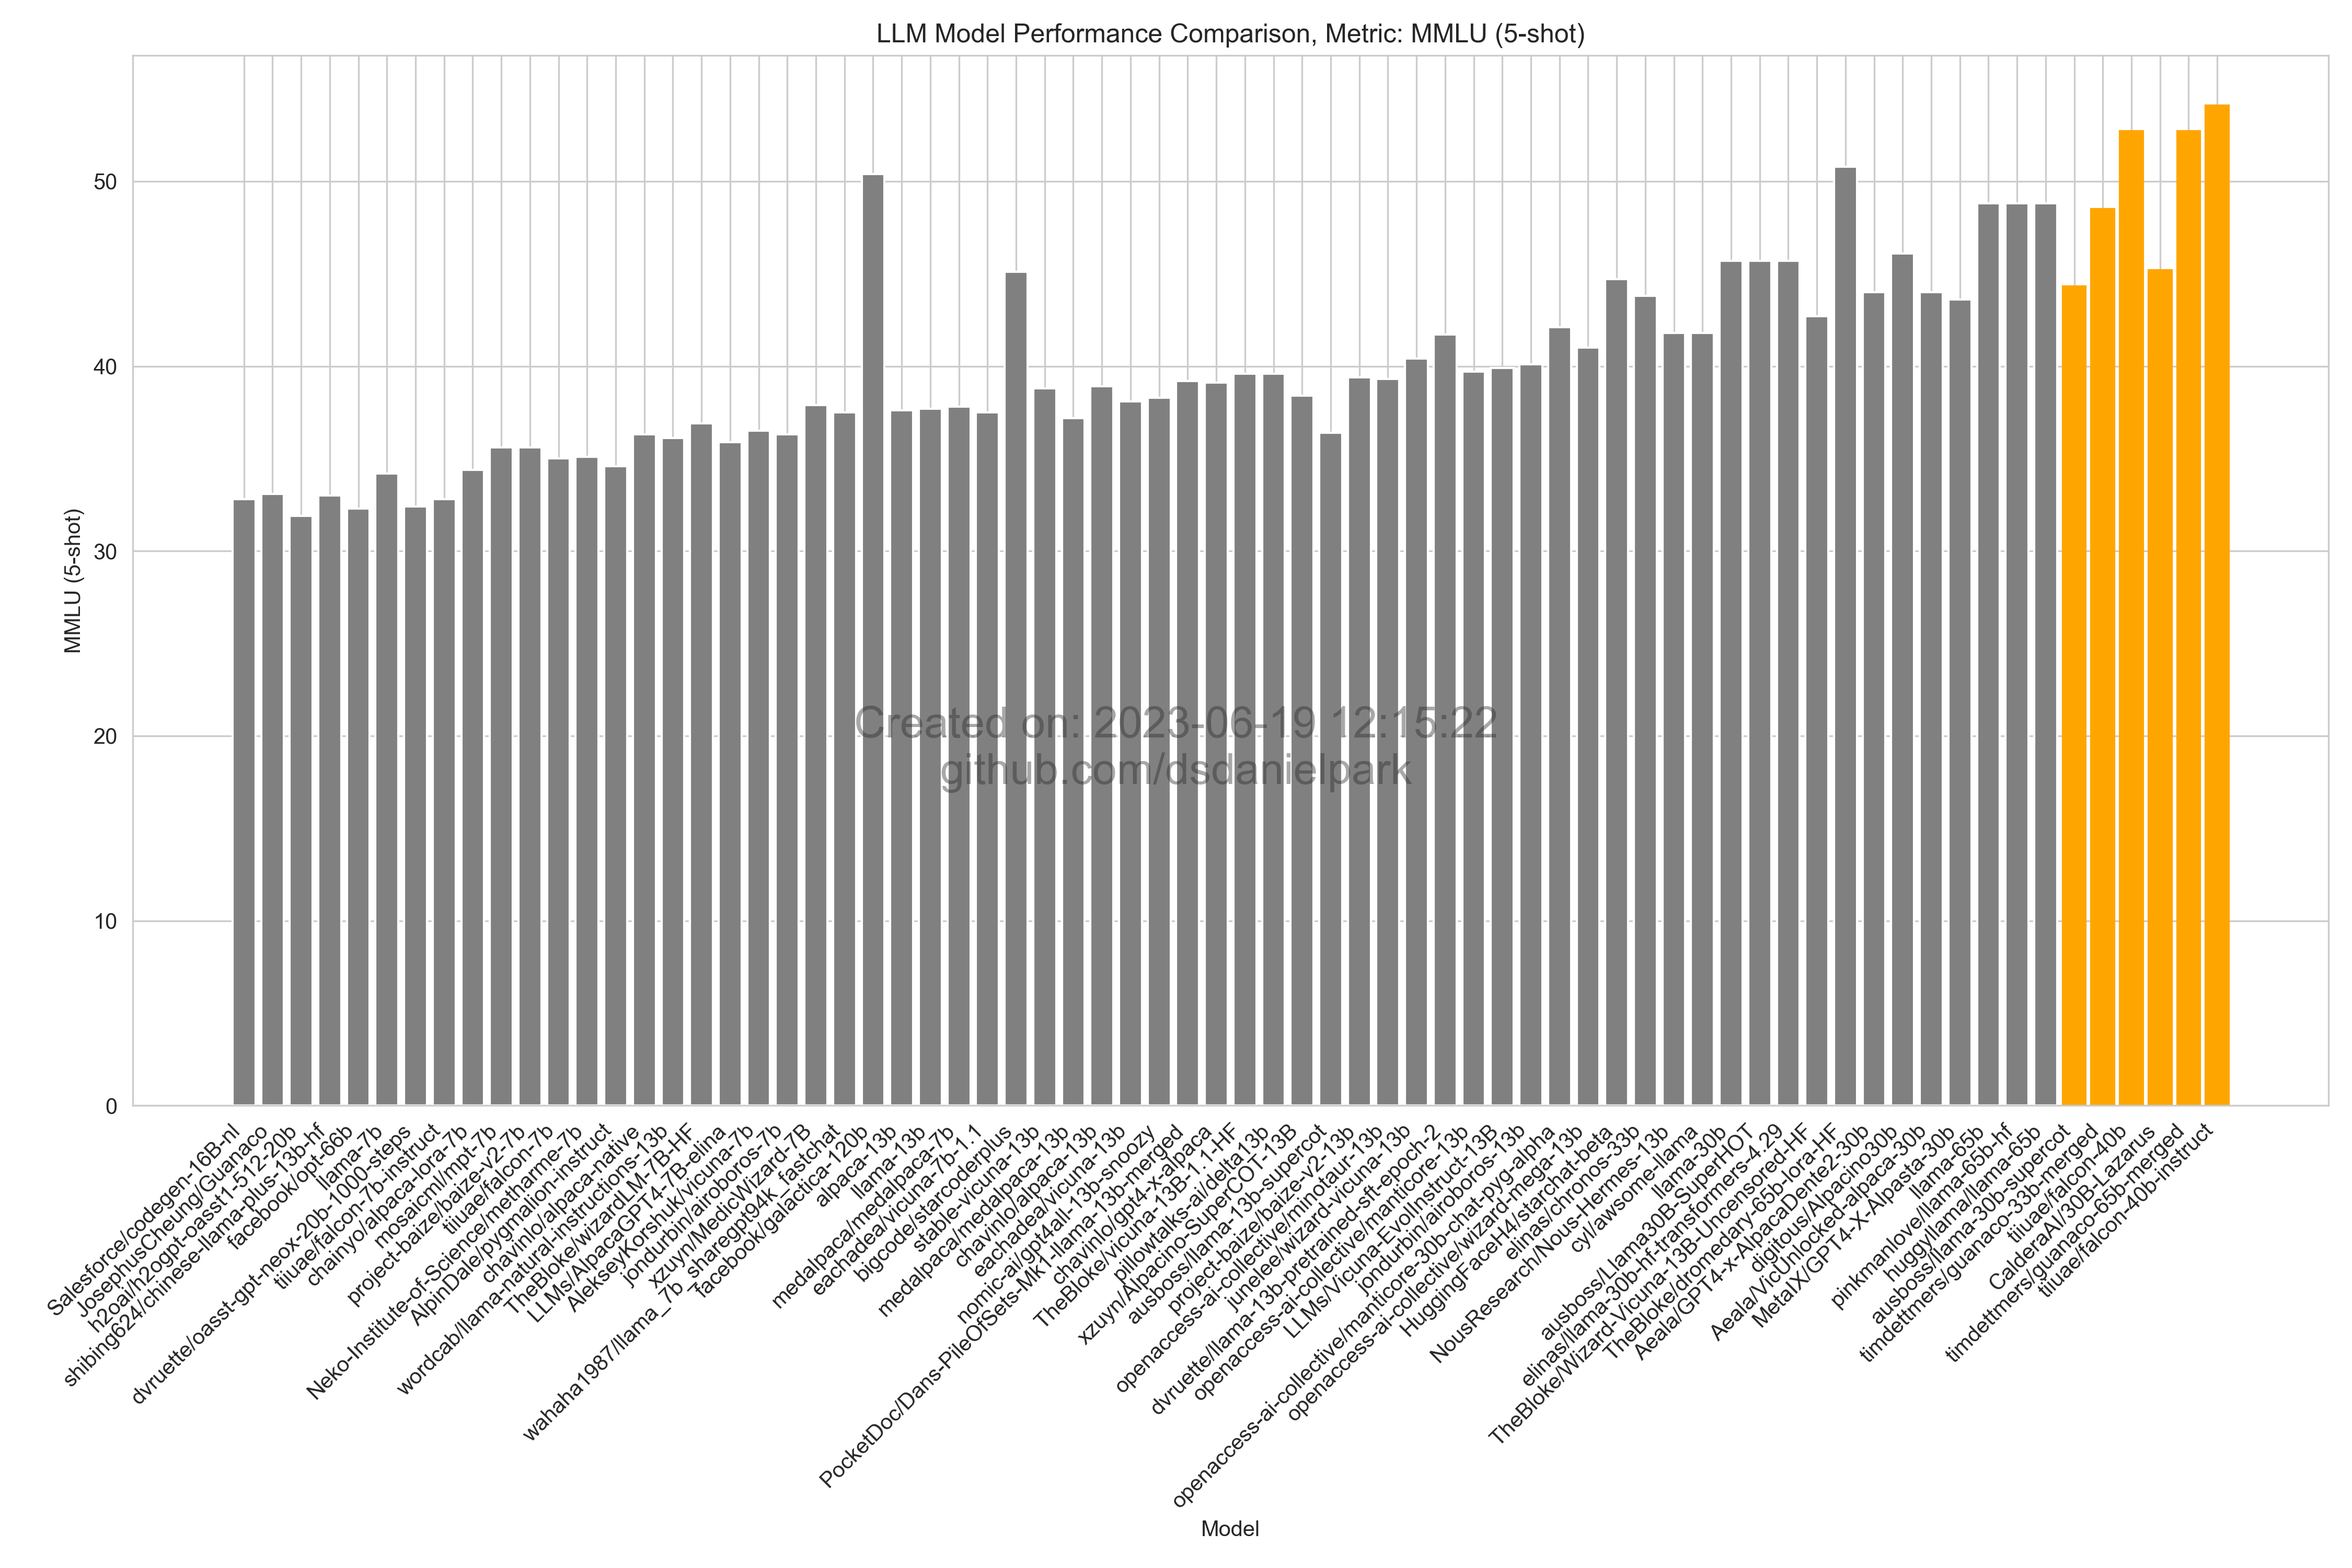 LLM Model Performance Comparison, Metric: MMLU (5-shot)
MMLU (5-shot)
50
40
30
20
10
0
Created on: 2023-06-19 12:15:22
github.com/dsdanielpark
Salesforce/codegen-16B-nl
JosephusCheung/Guanaco
h2oai/h2ogpt-oasst1-512-20b
shibing624/chinese-llama-plus-13b-hf
facebook/opt-66b
llama-7b
dvruette/oasst-gpt-neox-20b-1000-steps
tiiuae/falcon-7b-instruct
chainyo/alpaca-lora-7b
mosaicml/mpt-7b
project-baize/baize-v2-7b
tiiuae/falcon-7b
Neko-Institute-of-Science/metharme-7b
AlpinDale/pygmalion-instruct
chavinlo/alpaca-native
wordcab/llama-natural-instructions-13b
TheBloke/wizardLM-7B-HF
LLMs/AlpacaGPT4-7B-elina
AlekseyKorshuk/vicuna-7b
jondurbin/airoboros-7b
xzuyn/MedicWizard-7B
wahaha1987/llama_7b_sharegpt94k_fastchat
facebook/galactica-120b
alpaca-13b
llama-13b
medalpaca/medalpaca-7b
eachadea/vicuna-7b-1.1
bigcode/starcoderplus
stable-vicuna-13b
medalpaca/medalpaca-13b
chavinlo/alpaca-13b
eachadea/vicuna-13b
nomic-ai/gpt4all-13b-snoozy
PocketDoc/Dans-PileOfSets-Mk1-llama-13b-merged
chavinlo/gpt4-x-alpaca
TheBloke/vicuna-13B-1.1-HF
pillowtalks-ai/delta13b
xzuyn/Alpacino-SuperCOT-13B
ausboss/llama-13b-supercot
project-baize/baize-v2-13b
openaccess-ai-collective/minotaur-13b
junelee/wizard-vicuna-13b
dvruette/llama-13b-pretrained-sft-epoch-2
openaccess-ai-collective/manticore-13b
LLMs/Vicuna-EvolInstruct-13B
jondurbin/airoboros-13b
openaccess-ai-collective/manticore-30b-chat-pyg-alpha
openaccess-ai-collective/wizard-mega-13b
HuggingFaceH4/starchat-beta
elinas/chronos-33b
NousResearch/Nous-Hermes-13b
cyl/awsome-llama
llama-30b
ausboss/Llama30B-SuperHOT
elinas/llama-30b-hf-transformers-4.29
TheBloke/Wizard-Vicuna-13B-Uncensored-HF
TheBloke/dromedary-65b-lora-HF
Aeala/GPT4-x-AlpacaDente2-30b
digitous/Alpacino30b
Aeala/VicUnlocked-alpaca-30b
MetaIX/GPT4-X-Alpasta-30b
llama-65b
pinkmanlove/llama-65b-hf
huggyllama/llama-65b
ausboss/llama-30b-supercot
timdettmers/guanaco-33b-merged
tiiuae/falcon-40b
CalderaAI/30B-Lazarus
timdettmers/guanaco-65b-merged
tiiuae/falcon-40b-instruct
Model